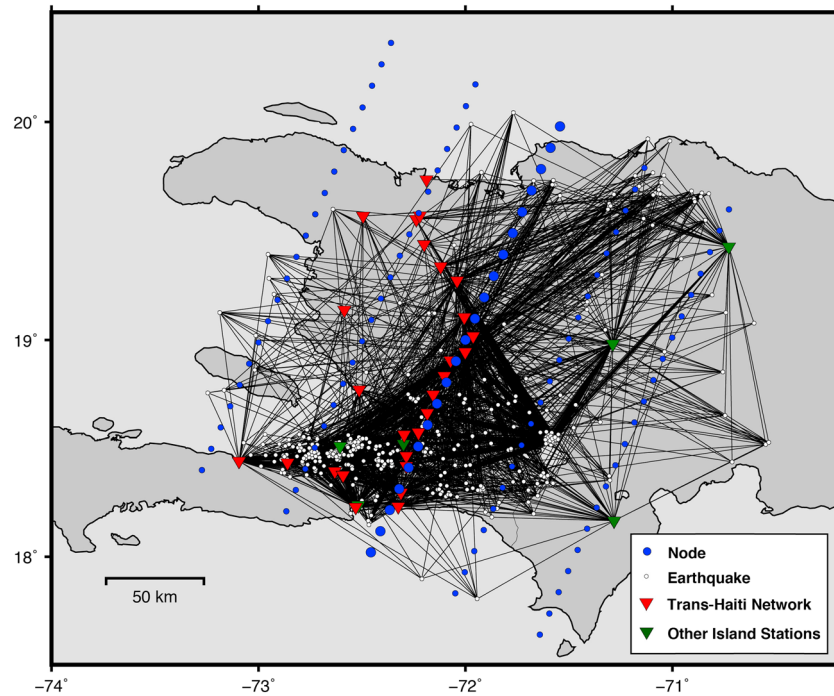 20˚
19˚
18˚
50 km
Node
Earthquake
Trans-Haiti Network
Other Island Stations
−74˚ −73˚ −72˚ −71˚